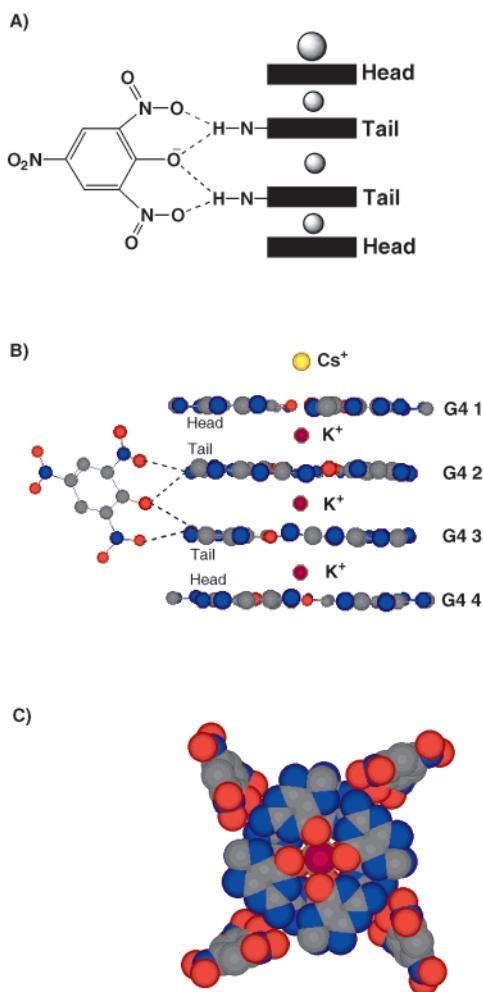 A)
O
N–O
Head
H–N
Tail
O₂N
O⁻
H–N
Tail
N–O
O
Head
B)
Cs⁺
G4 1
Head
K⁺
Tail
G4 2
K⁺
G4 3
Tail
K⁺
Head
G4 4
C)